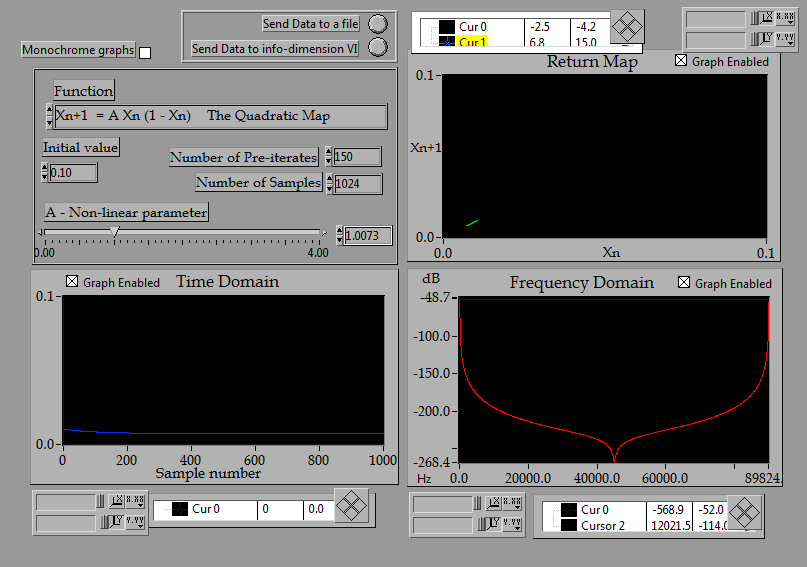 Send Data to a file
Send Data to info-dimension VI
Monochrome graphs
Function
Xn+1 = A Xn (1 - Xn) The Quadratic Map
Initial value
0.10
Number of Pre-iterates 150
Number of Samples 1024
A - Non-linear parameter
0.00 4.00
1.0073
Cur 0 -2.5 -4.2
Cur 1 6.8 15.0
X X.XX
Y Y.YY
Return Map
Graph Enabled
0.1
Xn+1
0.0
0.0 Xn 0.1
Graph Enabled Time Domain
0.1
0.0
0 200 400 600 800 1000
Sample number
X X.XX
Y Y.YY
Cur 0 0 0.0
dB Frequency Domain Graph Enabled
-48.7
-100.0
-150.0
-200.0
-268.4
Hz 0.0 20000.0 40000.0 60000.0 89824.
X X.XX
Y Y.YY
Cur 0 -568.9 -52.0
Cursor 2 12021.5 -114.0